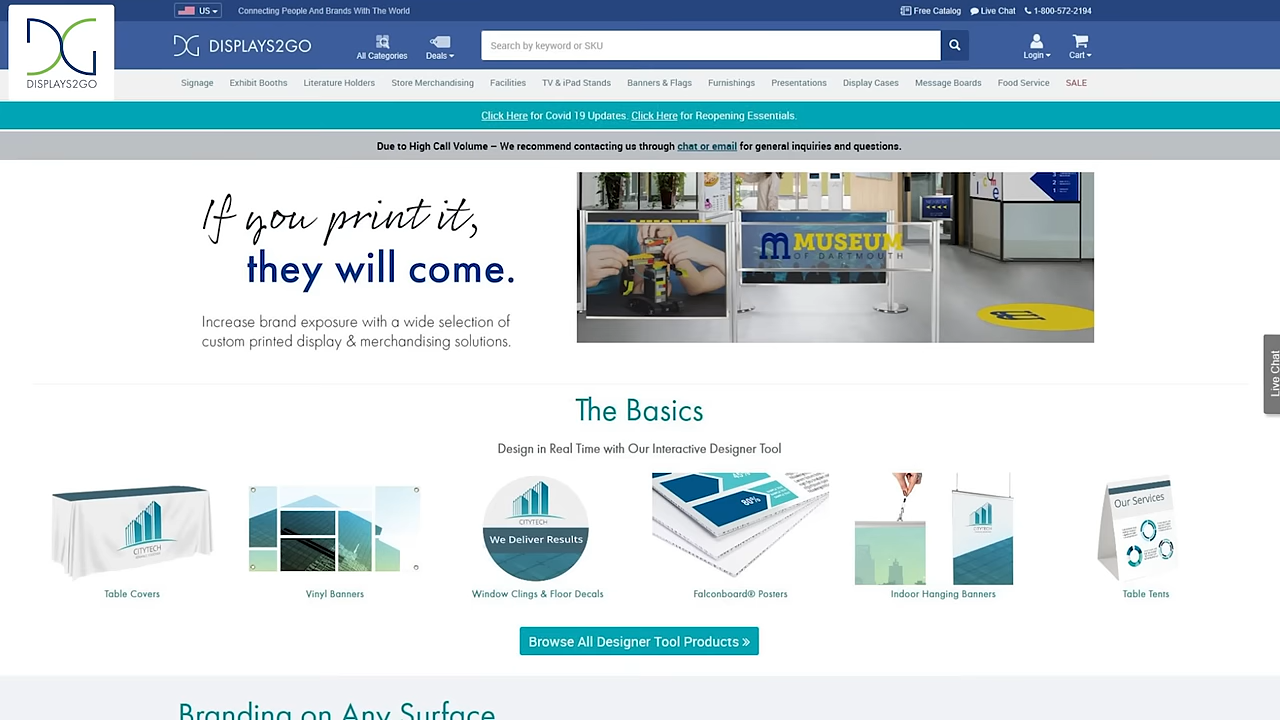 US
Connecting People And Brands With The World
Free Catalog
Live Chat
1-800-572-2194
DISPLAYS2GO
DISPLAYS2GO
All Categories
Deals
Search by keyword or SKU
Login
Cart
Signage
Exhibit Booths
Literature Holders
Store Merchandising
Facilities
TV & iPad Stands
Banners & Flags
Furnishings
Presentations
Display Cases
Message Boards
Food Service
SALE
Click Here for Covid 19 Updates. Click Here for Reopening Essentials.
Due to High Call Volume – We recommend contacting us through chat or email for general inquiries and questions.
If you print it,
they will come.
Increase brand exposure with a wide selection of
custom printed display & merchandising solutions.
MUSEUM
OF DARTMOUTH
Live Chat
The Basics
Design in Real Time with Our Interactive Designer Tool
CITYTECH
CITYTECH
We Deliver Results
80%
CITYTECH
Our Services
Table Covers
Vinyl Banners
Window Clings & Floor Decals
Falconboard® Posters
Indoor Hanging Banners
Table Tents
Browse All Designer Tool Products »
Branding on Any Surface